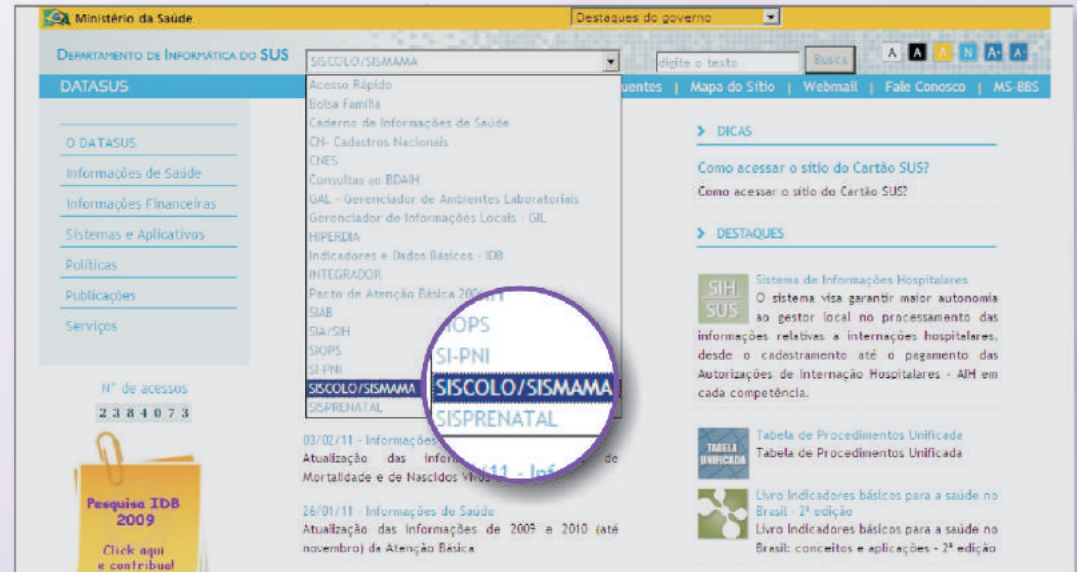 Ministério da Saúde
Destaques do governo
DEPARTAMENTO DE INFORMÁTICA DO SUS
SISCOLO/SISMAMA
digite o texto
Busca
A A A N A+ A-
DATASUS
uentes | Mapa do Sítio | Webmail | Fale Conosco | MS-BBS
O DATASUS
Informações de Saúde
Informações Financeiras
Sistemas e Aplicativos
Políticas
Publicações
Serviços
N° de acessos
2384073
Pesquisa IDB
2009
Click aqui
e contribua!
Acesso Rápido
Bolsa Família
Caderno de Informações de Saúde
CN- Cadastros Nacionais
CNES
Consultas ao BDAIH
GAL - Gerenciador de Ambientes Laboratoriais
Gerenciador de Informações Locais - GIL
HIPERDIA
Indicadores e Dados Básicos - IDB
INTEGRADOR
Pacto de Atenção Básica
SIAB
SIA/SIH
SIOPS
SI-PNI
SISCOLO/SISMAMA
SISPRENATAL
IOPS
SI-PNI
SISCOLO/SISMAMA
SISPRENATAL
/11 - Inf
03/02/11 - Informações
Atualização das infor de
Mortalidade e de Nascidos Vivos
26/01/11 - Informações de Saúde
Atualização das informações de 2009 e 2010 (até
novembro) da Atenção Básica
DICAS
Como acessar o sítio do Cartão SUS?
Como acessar o sítio do Cartão SUS?
DESTAQUES
SIH
SUS
Sistema de Informações Hospitalares
O sistema visa garantir maior autonomia
ao gestor local no processamento das
informações relativas a internações hospitalares,
desde o cadastramento até o pagamento das
Autorizações de Internação Hospitalares - AIH em
cada competência.
TABELA
UNIFICADA
Tabela de Procedimentos Unificada
Tabela de Procedimentos Unificada
Livro Indicadores básicos para a saúde no
Brasil - 2ª edição
Livro Indicadores básicos para a saúde no
Brasil: conceitos e aplicações - 2ª edição